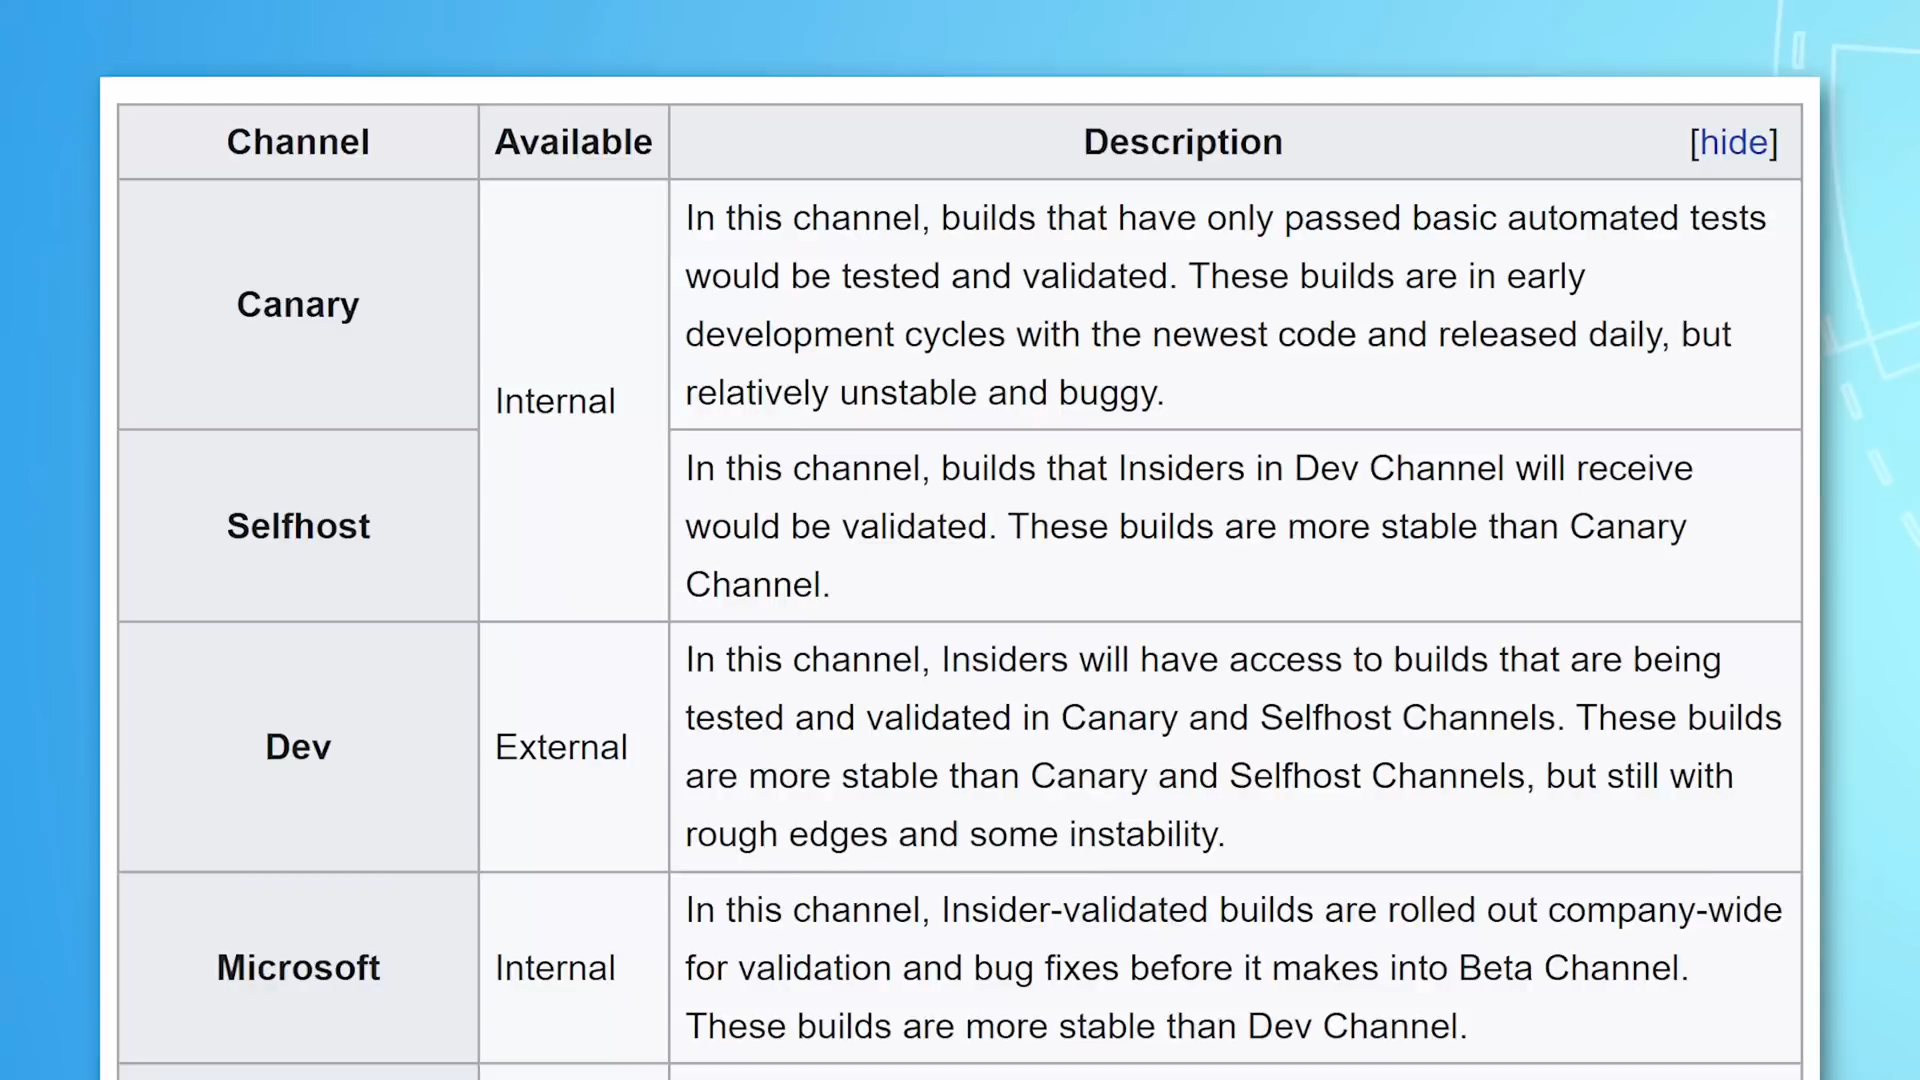 Channel Available Description [hide]
Canary
Internal
In this channel, builds that have only passed basic automated tests
would be tested and validated. These builds are in early
development cycles with the newest code and released daily, but
relatively unstable and buggy.
Selfhost
In this channel, builds that Insiders in Dev Channel will receive
would be validated. These builds are more stable than Canary
Channel.
Dev
External
In this channel, Insiders will have access to builds that are being
tested and validated in Canary and Selfhost Channels. These builds
are more stable than Canary and Selfhost Channels, but still with
rough edges and some instability.
Microsoft
Internal
In this channel, Insider-validated builds are rolled out company-wide
for validation and bug fixes before it makes into Beta Channel.
These builds are more stable than Dev Channel.